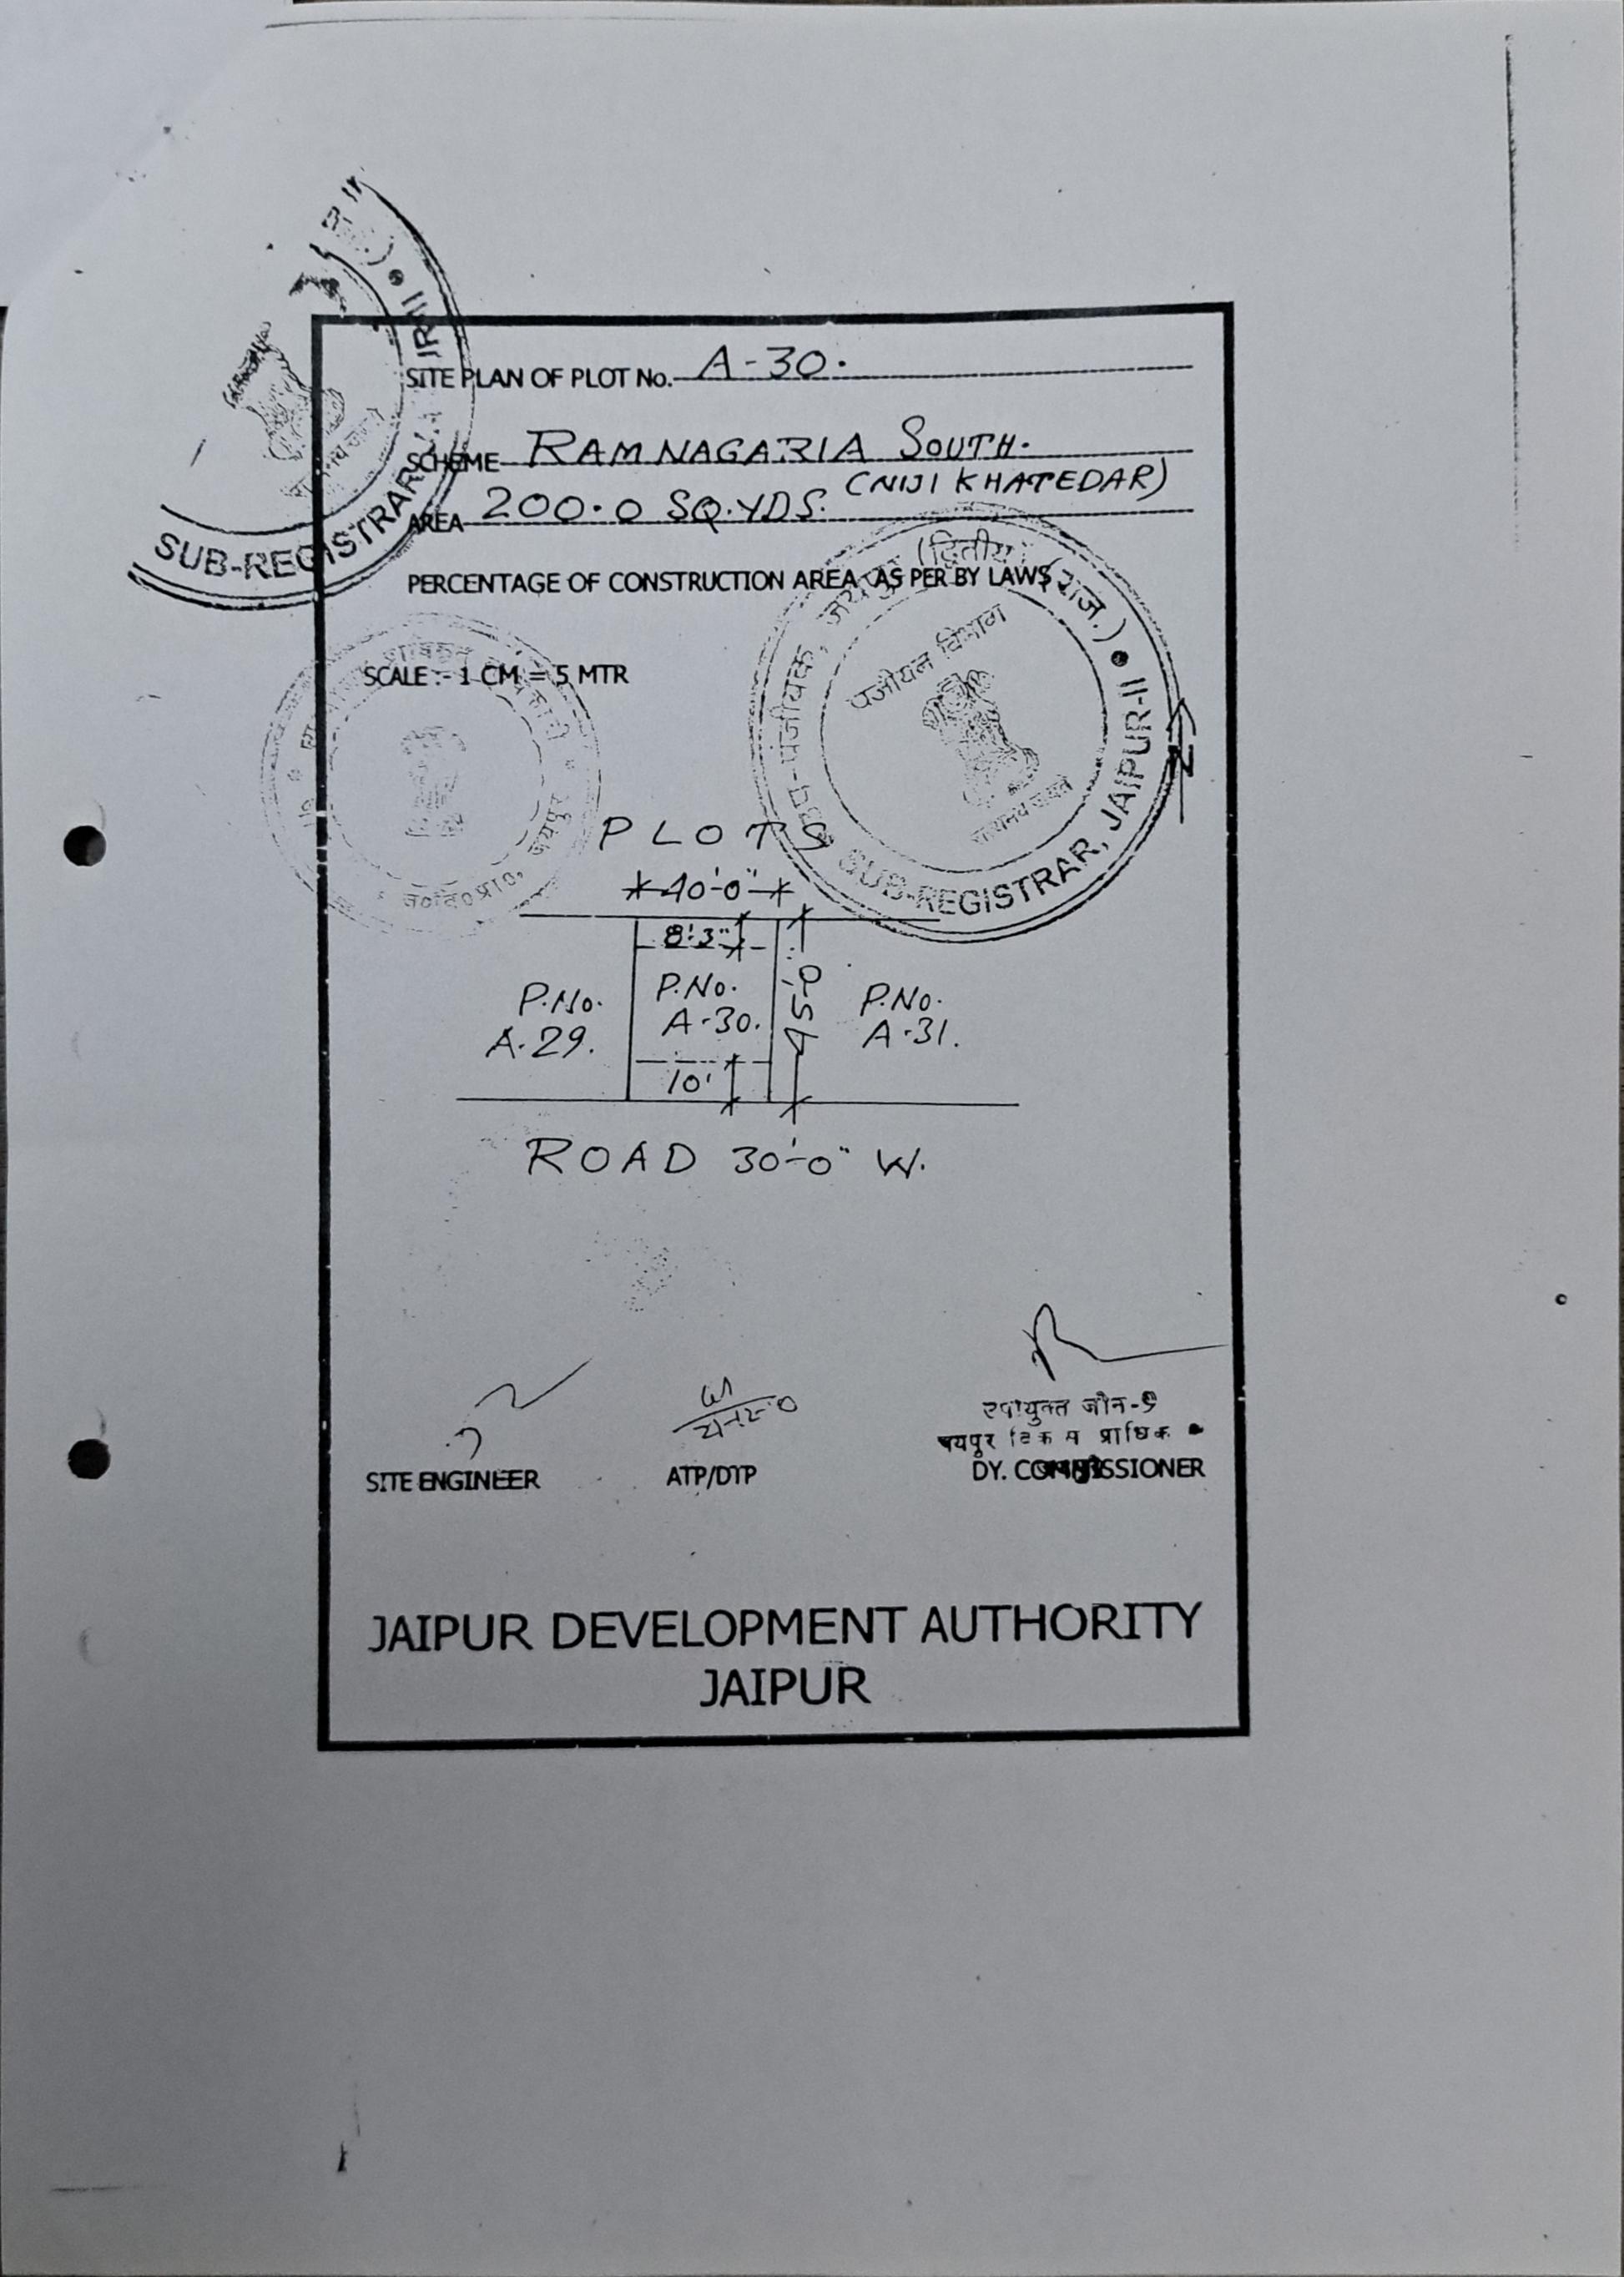 SITE PLAN OF PLOT No. A-30.
SCHEME RAMNAGARIA SOUTH.
(NIJI KHATEDAR)
AREA 200.0 SQ.YDS.
PERCENTAGE OF CONSTRUCTION AREA AS PER BY LAWS
SCALE :- 1 CM = 5 MTR
SUB-REGISTRAR
उप-पंजीयक, जयपुर (द्वितीय) (राज.)
पंजीयन विभाग
SUB-REGISTRAR, JAIPUR-II
N
PLOTS
40'-0"
8'-3"
P.No.
A-29.
P.No.
A-30.
45'-0"
P.No.
A-31.
10'
ROAD 30'-0" W.
उपायुक्त जोन-9
SITE ENGINEER
ATP/DTP
DY. COMMISSIONER
JAIPUR DEVELOPMENT AUTHORITY
JAIPUR